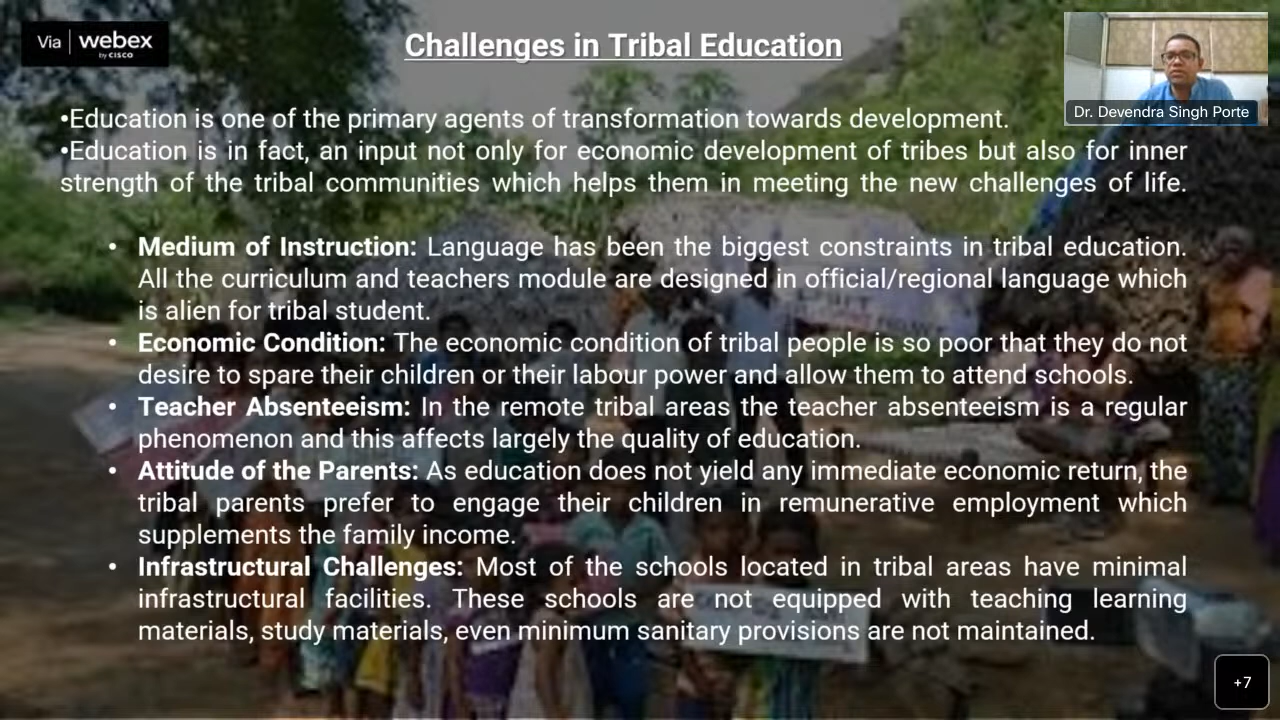 Via | webex
by CISCO
Challenges in Tribal Education
Dr. Devendra Singh Porte
•Education is one of the primary agents of transformation towards development.
•Education is in fact, an input not only for economic development of tribes but also for inner
strength of the tribal communities which helps them in meeting the new challenges of life.
• Medium of Instruction: Language has been the biggest constraints in tribal education.
All the curriculum and teachers module are designed in official/regional language which
is alien for tribal student.
• Economic Condition: The economic condition of tribal people is so poor that they do not
desire to spare their children or their labour power and allow them to attend schools.
• Teacher Absenteeism: In the remote tribal areas the teacher absenteeism is a regular
phenomenon and this affects largely the quality of education.
• Attitude of the Parents: As education does not yield any immediate economic return, the
tribal parents prefer to engage their children in remunerative employment which
supplements the family income.
• Infrastructural Challenges: Most of the schools located in tribal areas have minimal
infrastructural facilities. These schools are not equipped with teaching learning
materials, study materials, even minimum sanitary provisions are not maintained.
+7